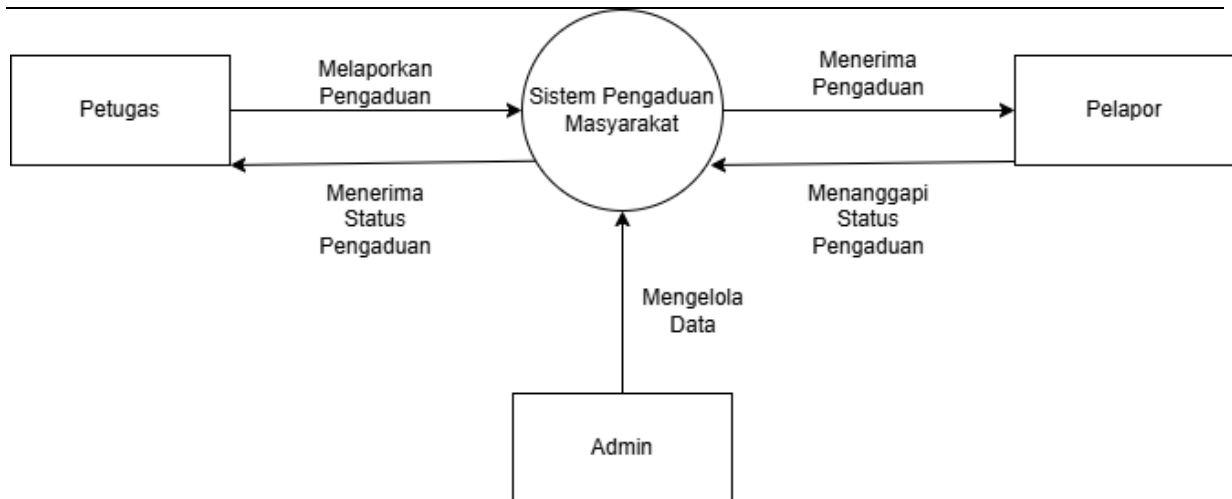 Petugas
Melaporkan
Pengaduan
Sistem Pengaduan
Masyarakat
Menerima
Pengaduan
Pelapor
Menerima
Status
Pengaduan
Menanggapi
Status
Pengaduan
Mengelola
Data
Admin